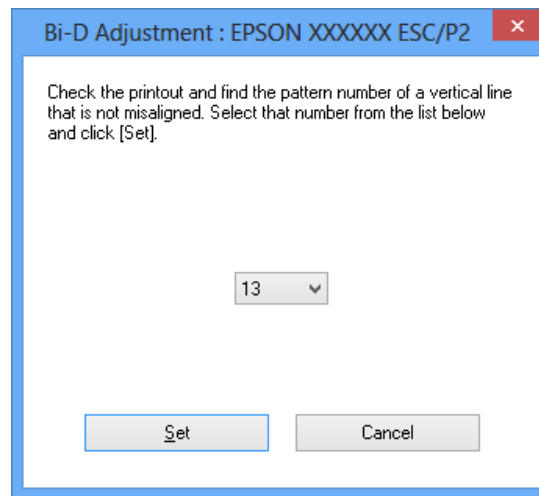 Bi-D Adjustment : EPSON XXXXXX ESC/P2
Check the printout and find the pattern number of a vertical line
that is not misaligned. Select that number from the list below
and click [Set].
13
Set
Cancel